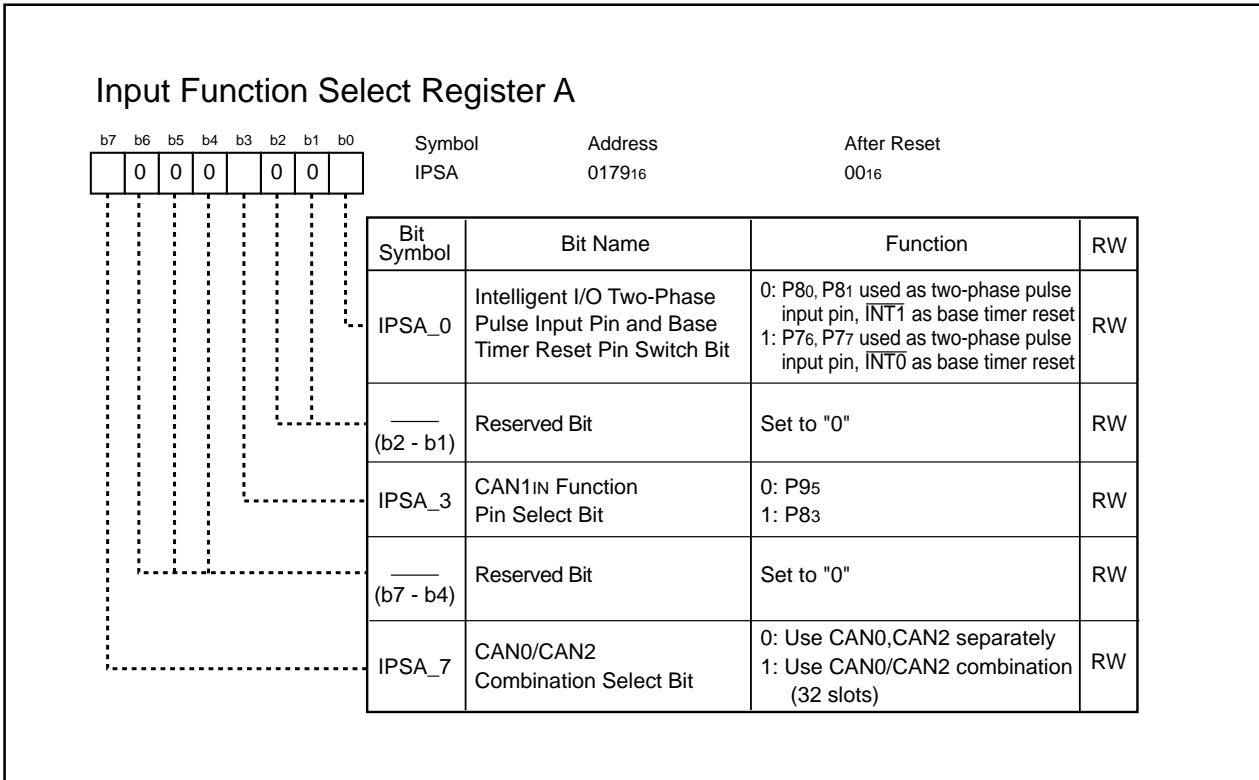 Input Function Select Register A
b7 b6 b5 b4 b3 b2 b1 b0
0 0 0 0 0
Symbol Address After Reset
IPSA 017916 0016
Bit Symbol Bit Name Function RW
IPSA_0
Intelligent I/O Two-Phase
Pulse Input Pin and Base
Timer Reset Pin Switch Bit
0: P80, P81 used as two-phase pulse
input pin, INT1 as base timer reset
1: P76, P77 used as two-phase pulse
input pin, INT0 as base timer reset
RW
(b2 - b1)
Reserved Bit
Set to "0"
RW
IPSA_3
CAN1IN Function
Pin Select Bit
0: P95
1: P83
RW
(b7 - b4)
Reserved Bit
Set to "0"
RW
IPSA_7
CAN0/CAN2
Combination Select Bit
0: Use CAN0,CAN2 separately
1: Use CAN0/CAN2 combination
(32 slots)
RW